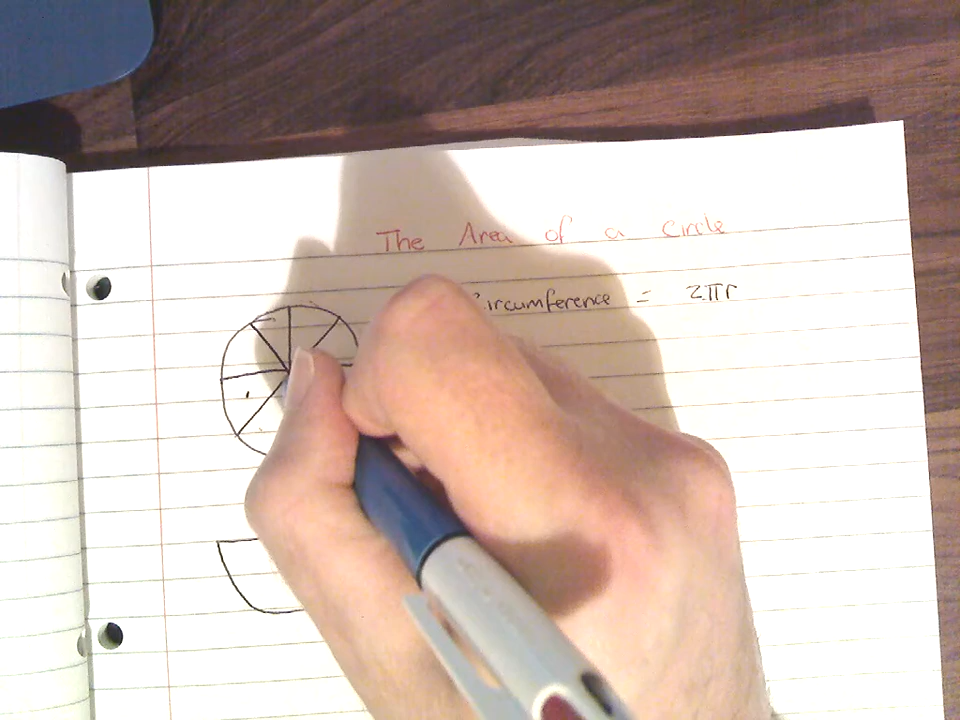 The Area of a Circle
Circumference = 2πr